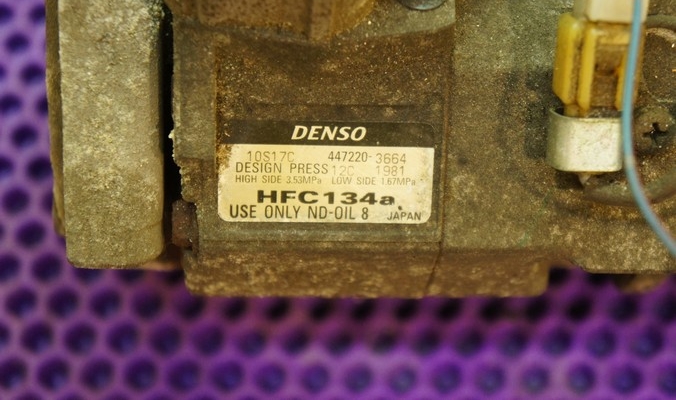 DENSO
10S17C 447220-3664
DESIGN PRESS 12C 1981
HIGH SIDE 3.53MPa LOW SIDE 1.67MPa
HFC134a
USE ONLY ND-OIL 8 JAPAN